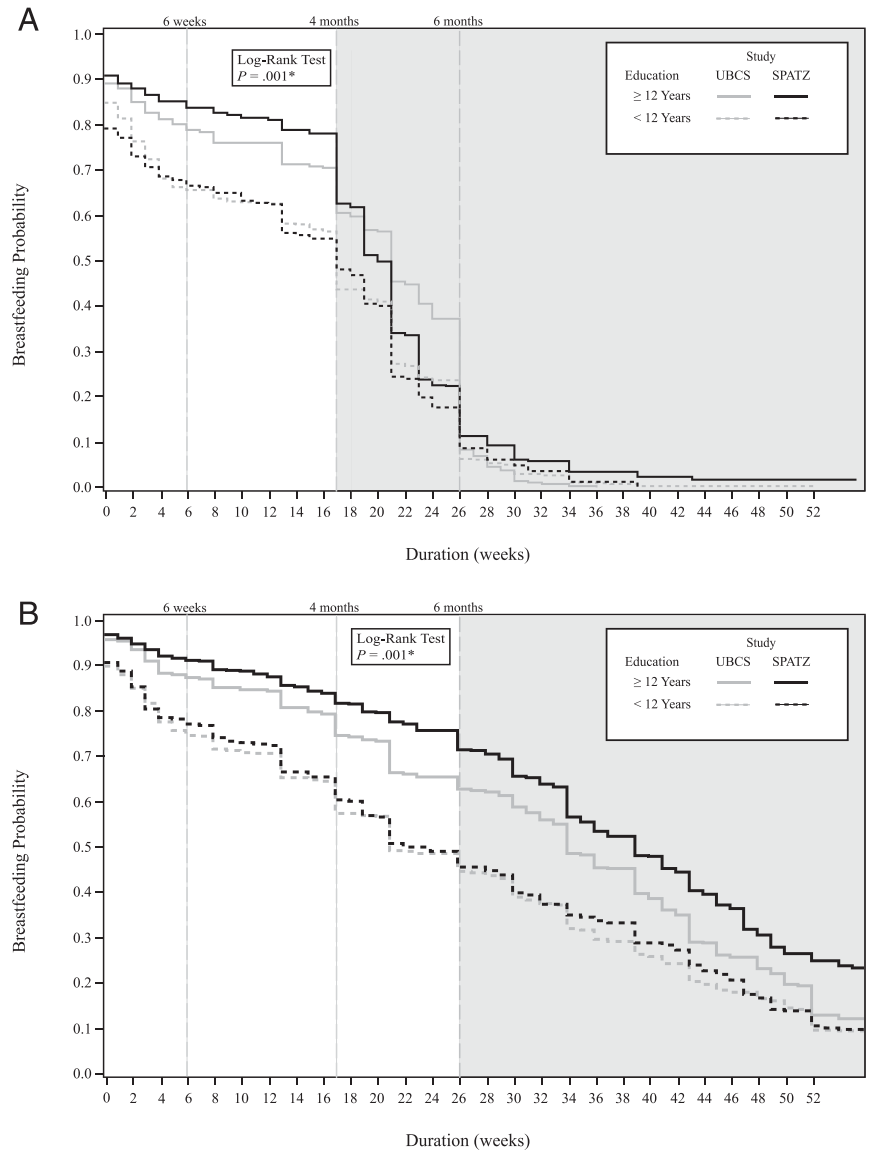 A
6 weeks 4 months 6 months
1.0
0.9
0.8
0.7
0.6
0.5
0.4
0.3
0.2
0.1
0.0
Breastfeeding Probability
Log-Rank Test
P = .001*
Study
Education UBCS SPATZ
≥ 12 Years
< 12 Years
0 2 4 6 8 10 12 14 16 18 20 22 24 26 28 30 32 34 36 38 40 42 44 46 48 50 52
Duration (weeks)
B
6 weeks 4 months 6 months
1.0
0.9
0.8
0.7
0.6
0.5
0.4
0.3
0.2
0.1
0.0
Breastfeeding Probability
Log-Rank Test
P = .001*
Study
Education UBCS SPATZ
≥ 12 Years
< 12 Years
0 2 4 6 8 10 12 14 16 18 20 22 24 26 28 30 32 34 36 38 40 42 44 46 48 50 52
Duration (weeks)